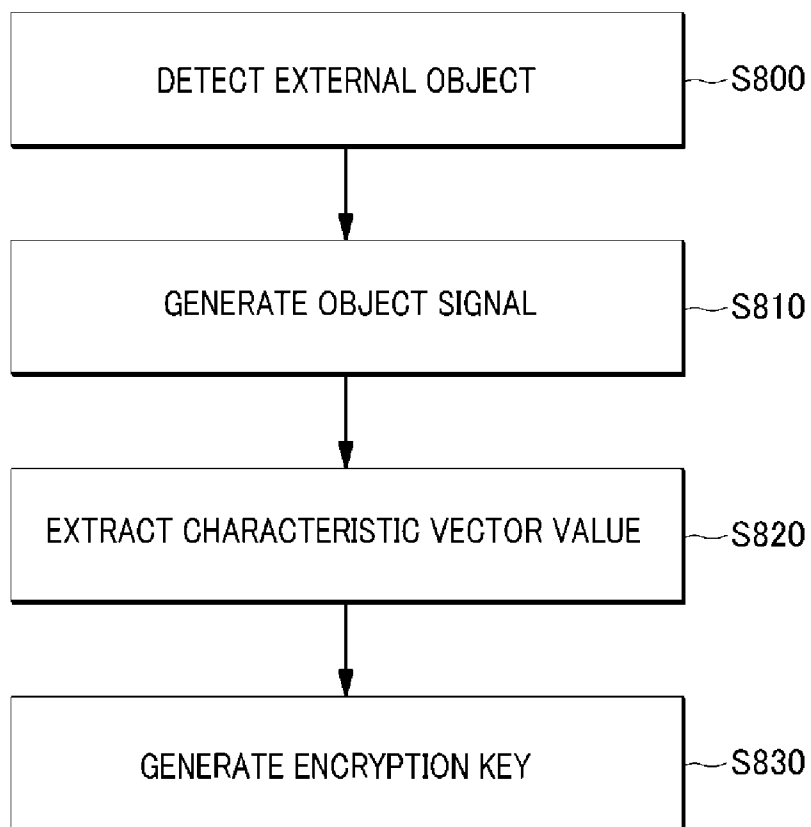 DETECT EXTERNAL OBJECT
S800
GENERATE OBJECT SIGNAL
S810
EXTRACT CHARACTERISTIC VECTOR VALUE
S820
GENERATE ENCRYPTION KEY
S830